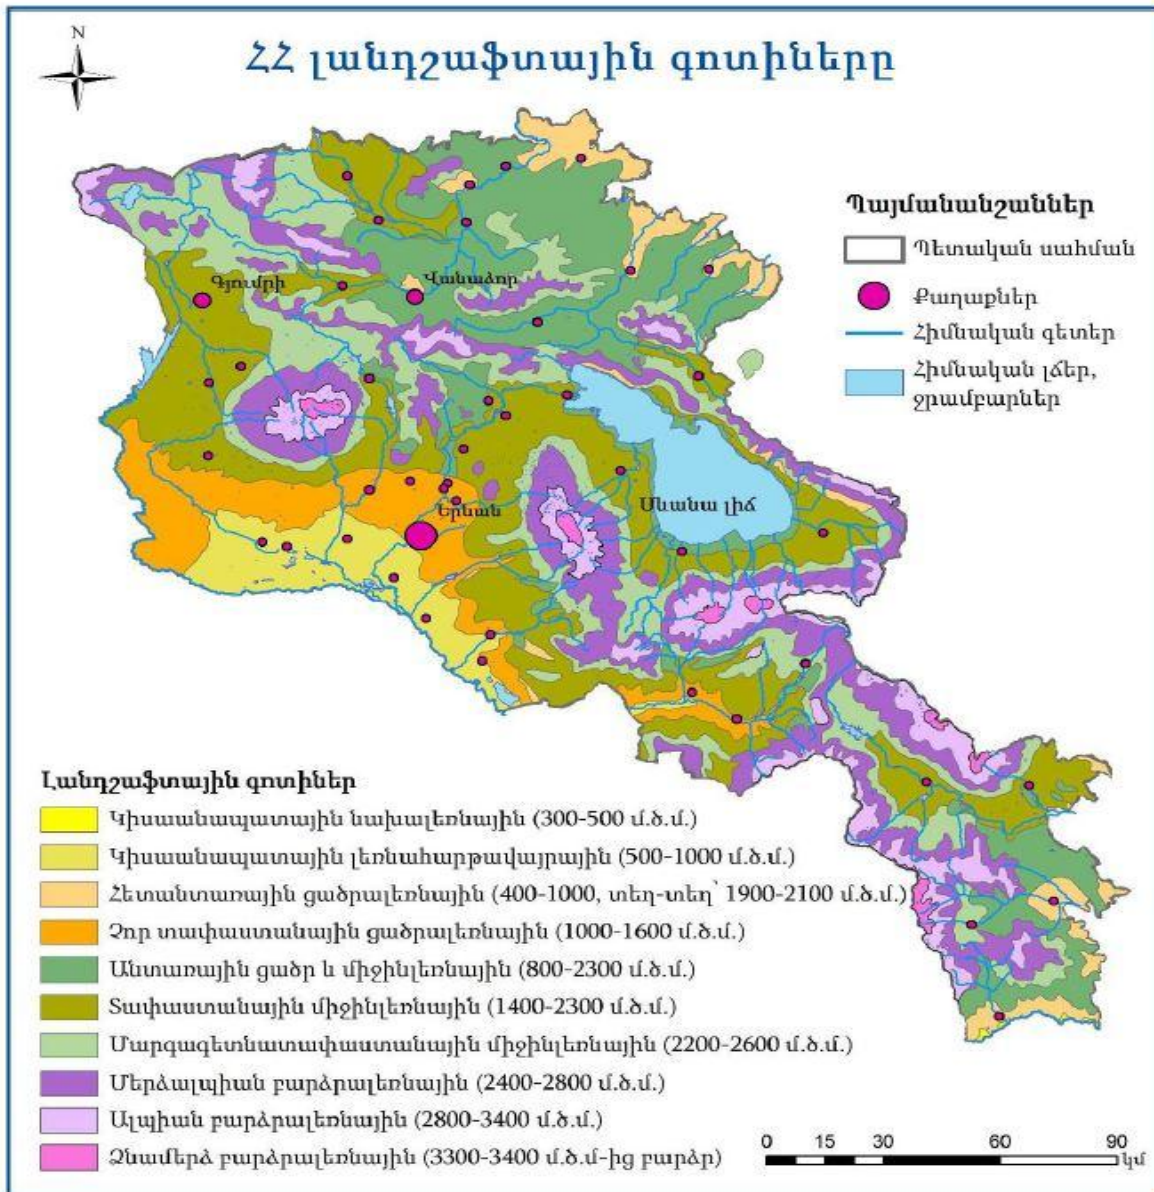 N
ՀՀ լանդշաֆտային գոտիները
Պայմանանշաններ
Պետական սահման
Քաղաքներ
Հիմնական գետեր
Հիմնական լճեր,
ջրամբարներ
Գյումրի
Վանաձոր
Սևանա լիճ
Երևան
Լանդշաֆտային գոտիներ
Կիսաանապատային նախալեռնային (300-500 մ.ծ.մ.)
Կիսաանապատային լեռնահարթավայրային (500-1000 մ.ծ.մ.)
Հետանտառային ցածրալեռնային (400-1000, տեղ-տեղ՝ 1900-2100 մ.ծ.մ.)
Չոր տափաստանային ցածրալեռնային (1000-1600 մ.ծ.մ.)
Անտառային ցածր և միջինլեռնային (800-2300 մ.ծ.մ.)
Տափաստանային միջինլեռնային (1400-2300 մ.ծ.մ.)
Մարգագետնատափաստանային միջինլեռնային (2200-2600 մ.ծ.մ.)
Մերձալպիան բարձրալեռնային (2400-2800 մ.ծ.մ.)
Ալպիան բարձրալեռնային (2800-3400 մ.ծ.մ.)
Ձնամերձ բարձրալեռնային (3300-3400 մ.ծ.մ-ից բարձր)
0 15 30 60 90
կմ